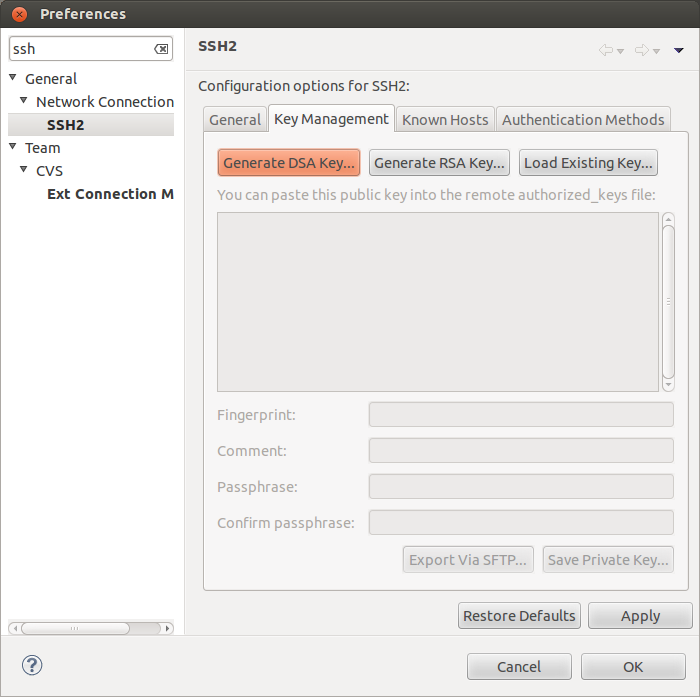 Preferences
ssh
General
Network Connection
SSH2
Team
CVS
Ext Connection M
SSH2
Configuration options for SSH2:
General Key Management Known Hosts Authentication Methods
Generate DSA Key... Generate RSA Key... Load Existing Key...
You can paste this public key into the remote authorized_keys file:
Fingerprint:
Comment:
Passphrase:
Confirm passphrase:
Export Via SFTP... Save Private Key...
Restore Defaults Apply
? Cancel OK